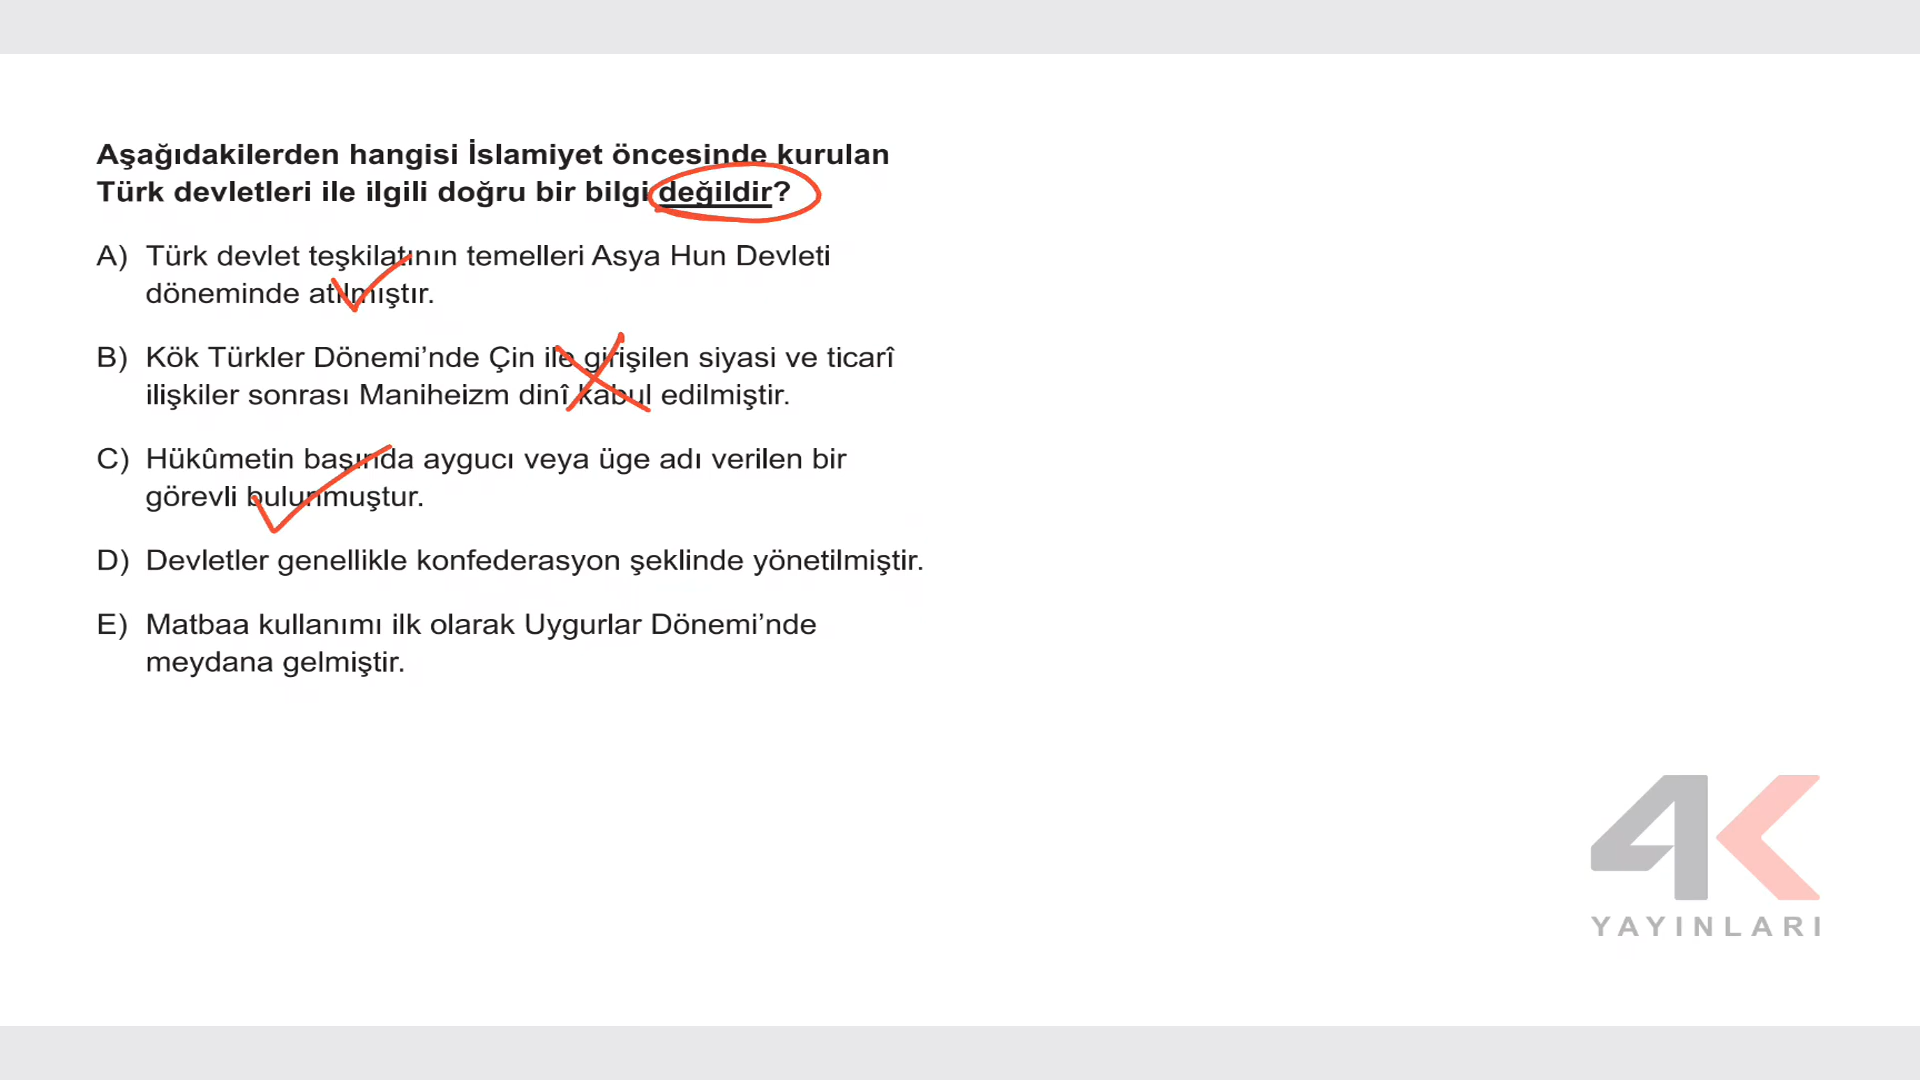 Aşağıdakilerden hangisi İslamiyet öncesinde kurulan
Türk devletleri ile ilgili doğru bir bilgi değildir?
A) Türk devlet teşkilatının temelleri Asya Hun Devleti
döneminde atılmıştır.
B) Kök Türkler Dönemi’nde Çin ile girişilen siyasi ve ticarî
ilişkiler sonrası Maniheizm dinî kabul edilmiştir.
C) Hükûmetin başında aygucı veya üge adı verilen bir
görevli bulunmuştur.
D) Devletler genellikle konfederasyon şeklinde yönetilmiştir.
E) Matbaa kullanımı ilk olarak Uygurlar Dönemi’nde
meydana gelmiştir.
4K
YAYINLARI